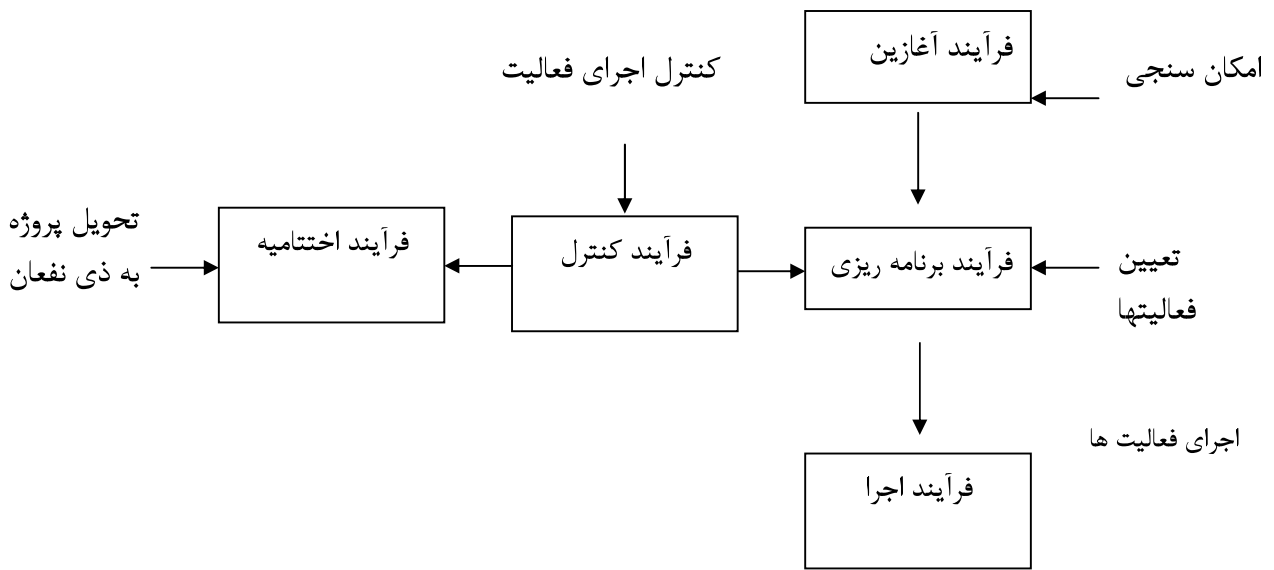 فرآیند آغازین
امکان سنجی
کنترل اجرای فعالیت
تحویل پروژه
به ذی نفعان
فرآیند اختتامیه
فرآیند کنترل
فرآیند برنامه ریزی
تعیین
فعالیتها
اجرای فعالیت ها
فرآیند اجرا